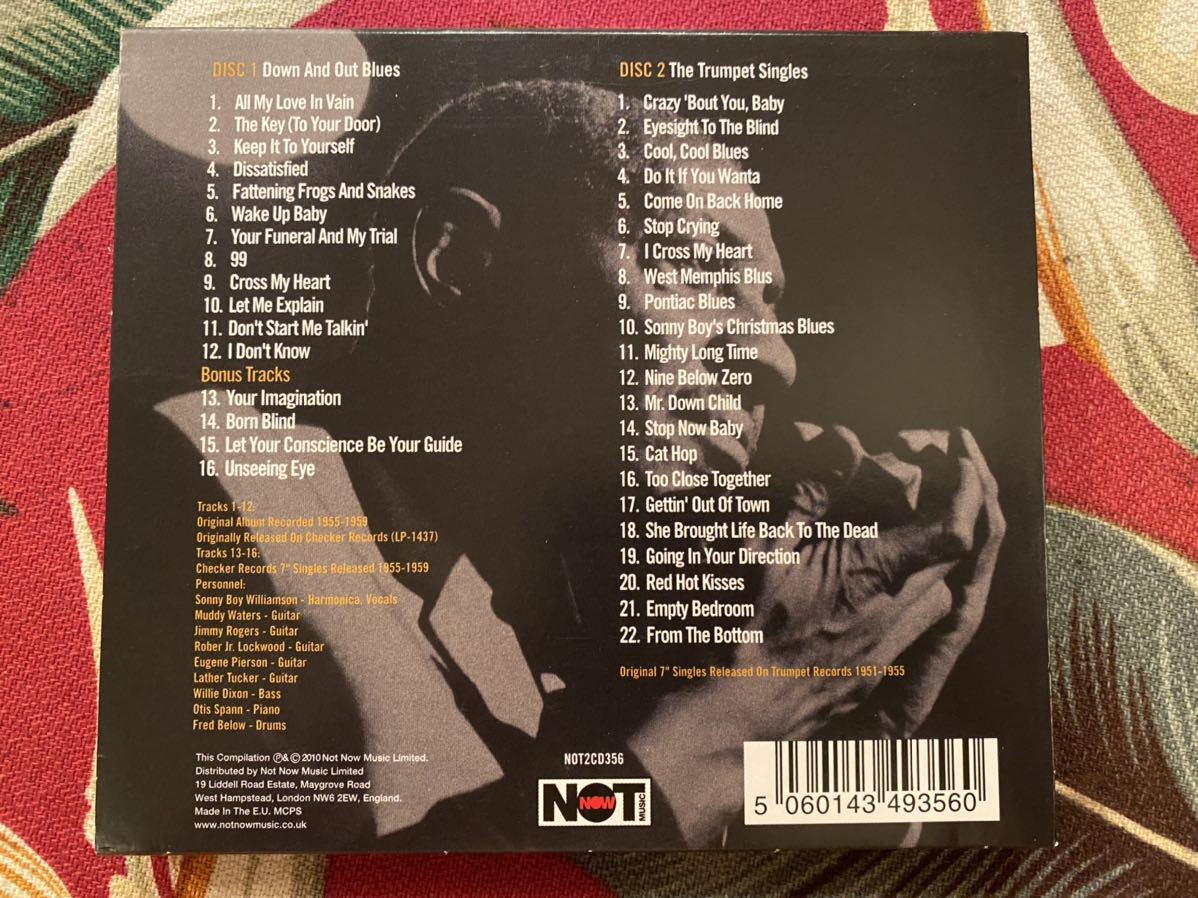 DISC 1 Down And Out Blues
1. All My Love In Vain
2. The Key (To Your Door)
3. Keep It To Yourself
4. Dissatisfied
5. Fattening Frogs And Snakes
6. Wake Up Baby
7. Your Funeral And My Trial
8. 99
9. Cross My Heart
10. Let Me Explain
11. Don't Start Me Talkin'
12. I Don't Know
Bonus Tracks
13. Your Imagination
14. Born Blind
15. Let Your Conscience Be Your Guide
16. Unseeing Eye
Tracks 1-12:
Original Album Recorded 1955-1959
Originally Released On Checker Records (LP-1437)
Tracks 13-16:
Checker Records 7" Singles Released 1955-1959
Personnel:
Sonny Boy Williamson - Harmonica, Vocals
Muddy Waters - Guitar
Jimmy Rogers - Guitar
Rober Jr. Lockwood - Guitar
Eugene Pierson - Guitar
Lather Tucker - Guitar
Willie Dixon - Bass
Otis Spann - Piano
Fred Below - Drums
This Compilation ℗&© 2010 Not Now Music Limited.
Distributed by Not Now Music Limited
19 Liddell Road Estate, Maygrove Road
West Hampstead, London NW6 2EW, England.
Made In The E.U. MCPS
www.notnowmusic.co.uk
DISC 2 The Trumpet Singles
1. Crazy 'Bout You, Baby
2. Eyesight To The Blind
3. Cool, Cool Blues
4. Do It If You Wanta
5. Come On Back Home
6. Stop Crying
7. I Cross My Heart
8. West Memphis Blus
9. Pontiac Blues
10. Sonny Boy's Christmas Blues
11. Mighty Long Time
12. Nine Below Zero
13. Mr. Down Child
14. Stop Now Baby
15. Cat Hop
16. Too Close Together
17. Gettin' Out Of Town
18. She Brought Life Back To The Dead
19. Going In Your Direction
20. Red Hot Kisses
21. Empty Bedroom
22. From The Bottom
Original 7" Singles Released On Trumpet Records 1951-1955
NOT2CD356
NOT NOW MUSIC
5 060143 493560